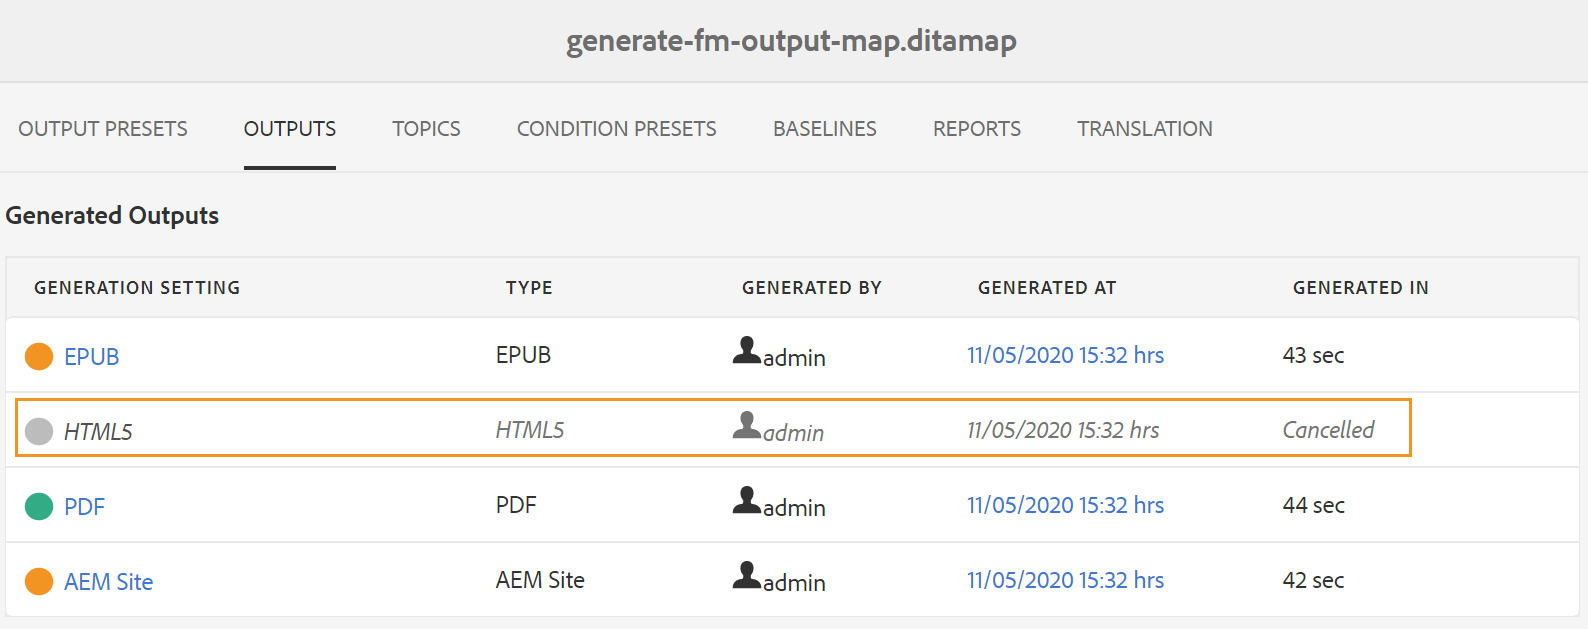 generate-fm-output-map.ditamap
OUTPUT PRESETS OUTPUTS TOPICS CONDITION PRESETS BASELINES REPORTS TRANSLATION
Generated Outputs
GENERATION SETTING TYPE GENERATED BY GENERATED AT GENERATED IN
EPUB EPUB admin 11/05/2020 15:32 hrs 43 sec
HTML5 HTML5 admin 11/05/2020 15:32 hrs Cancelled
PDF PDF admin 11/05/2020 15:32 hrs 44 sec
AEM Site AEM Site admin 11/05/2020 15:32 hrs 42 sec